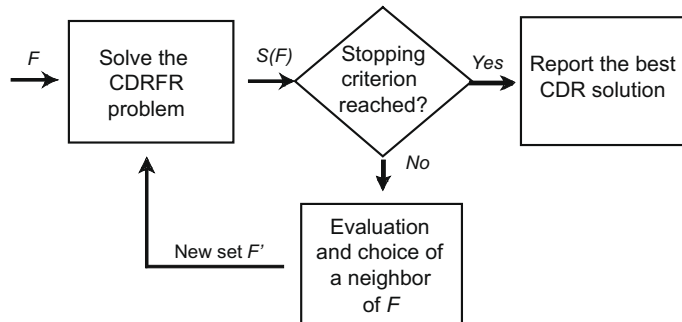 F
Solve the
CDRFR
problem
S(F)
Stopping
criterion
reached?
Yes
Report the best
CDR solution
No
Evaluation
and choice of
a neighbor
of F
New set F'